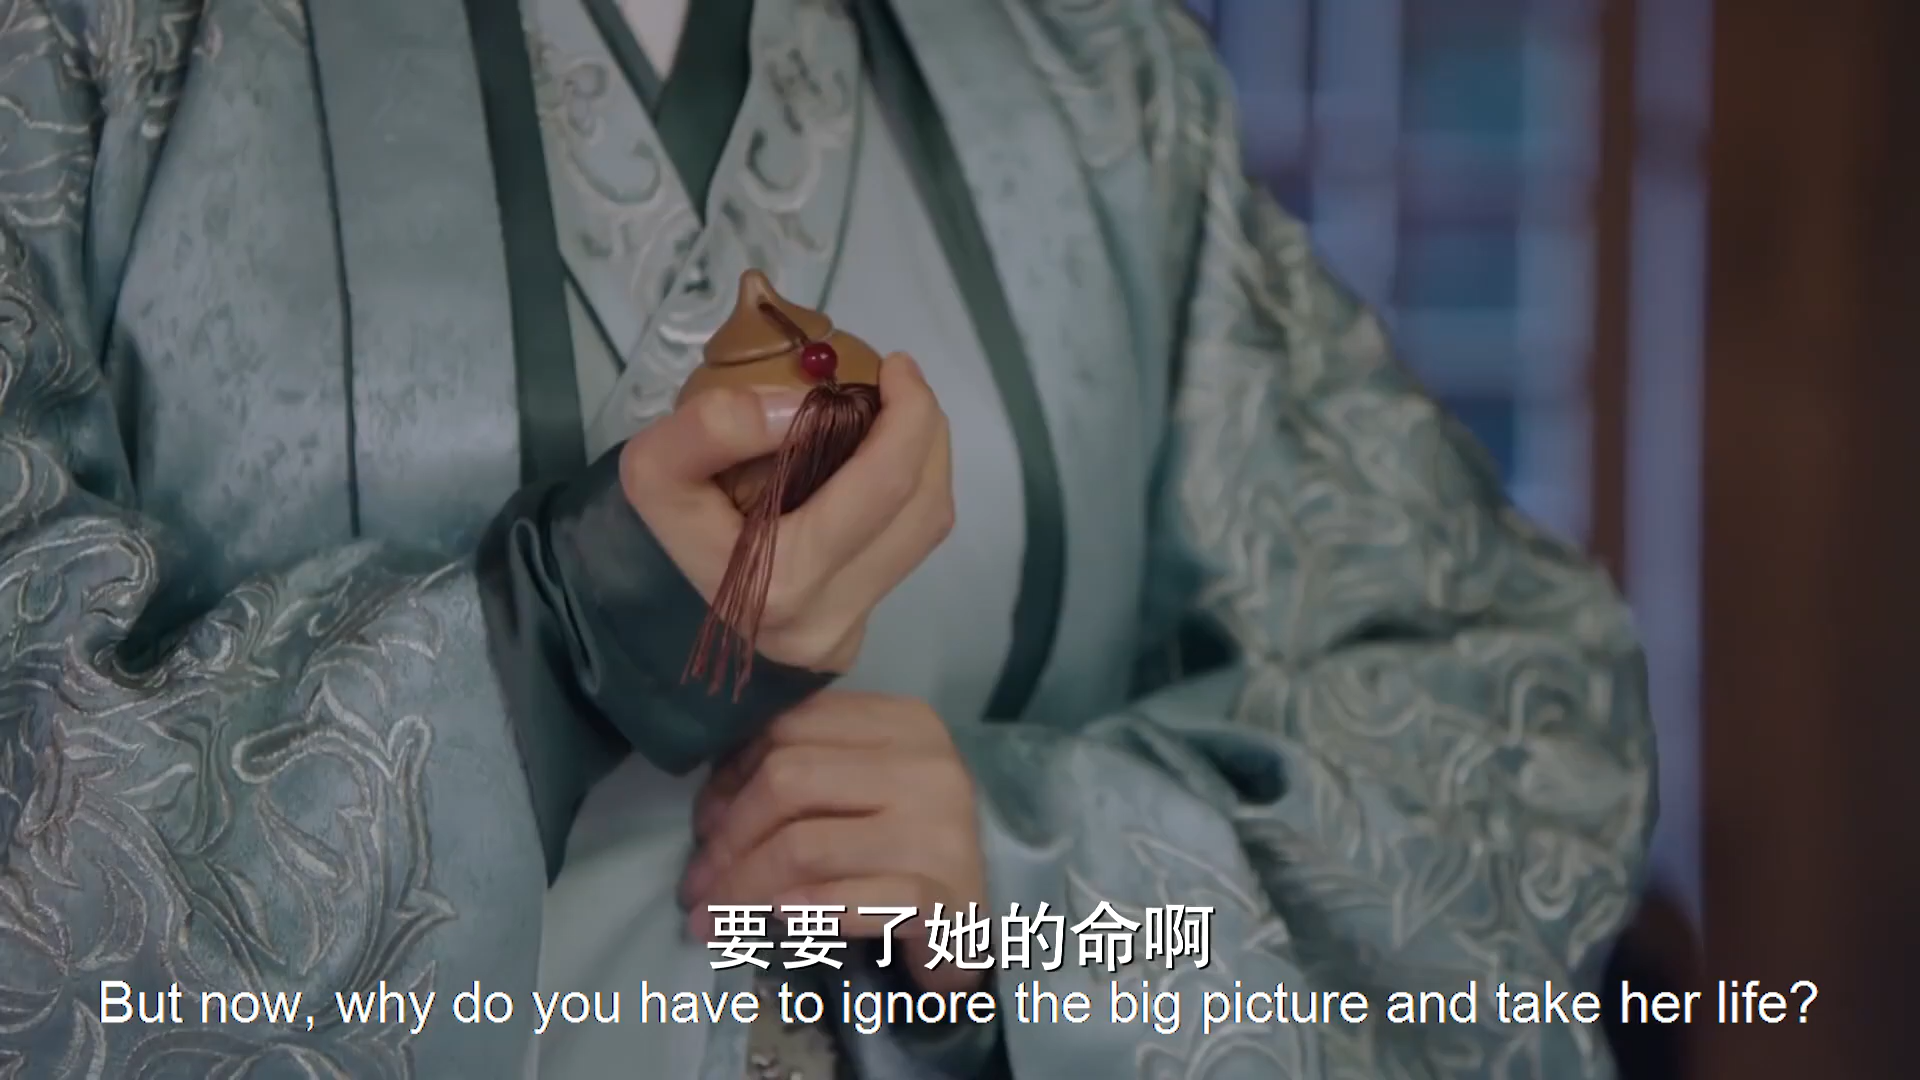 要要了她的命啊
But now, why do you have to ignore the big picture and take her life?